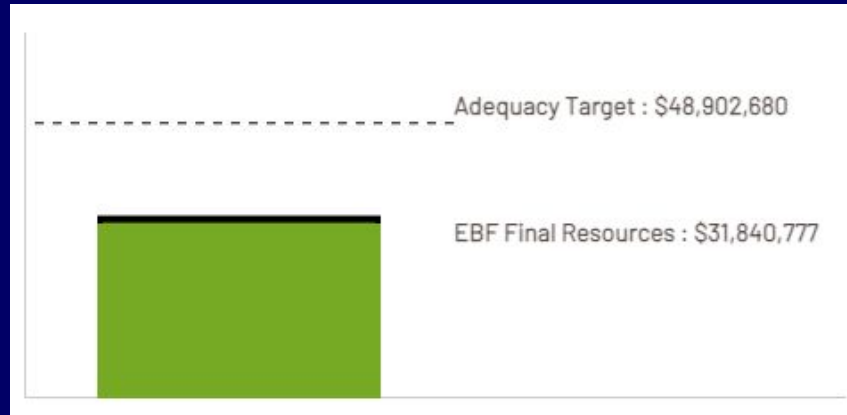 Adequacy Target : $48,902,680
EBF Final Resources : $31,840,777